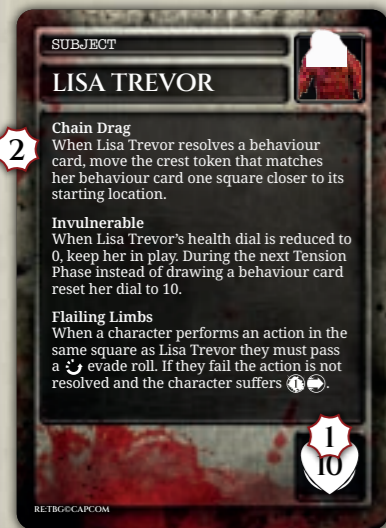 SUBJECT
LISA TREVOR
2
Chain Drag
When Lisa Trevor resolves a behaviour
card, move the crest token that matches
her behaviour card one square closer to its
starting location.
Invulnerable
When Lisa Trevor's health dial is reduced to
0, keep her in play. During the next Tension
Phase instead of drawing a behaviour card
reset her dial to 10.
Flailing Limbs
When a character performs an action in the
same square as Lisa Trevor they must pass
a evade roll. If they fail the action is not
resolved and the character suffers .
1
10
RE:TBG©CAPCOM